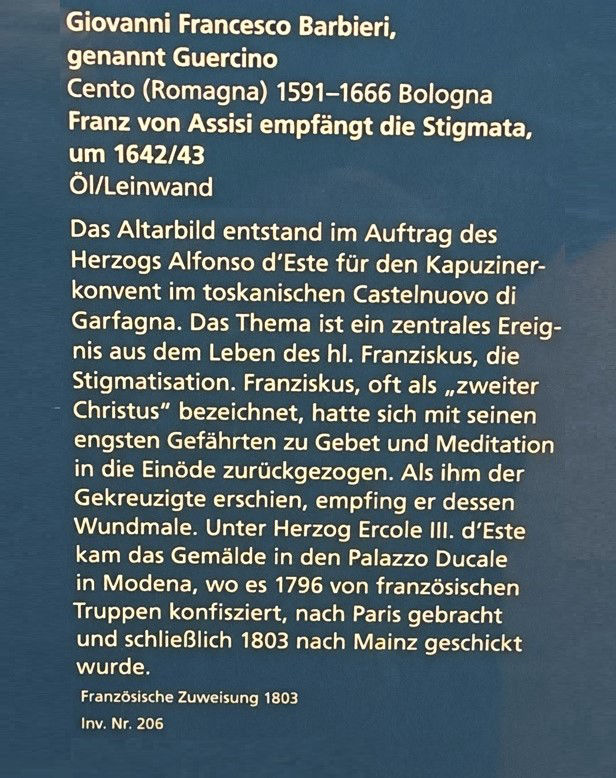 Giovanni Francesco Barbieri,
genannt Guercino
Cento (Romagna) 1591–1666 Bologna
Franz von Assisi empfängt die Stigmata,
um 1642/43
Öl/Leinwand
Das Altarbild entstand im Auftrag des
Herzogs Alfonso d’Este für den Kapuziner-
konvent im toskanischen Castelnuovo di
Garfagna. Das Thema ist ein zentrales Ereig-
nis aus dem Leben des hl. Franziskus, die
Stigmatisation. Franziskus, oft als „zweiter
Christus“ bezeichnet, hatte sich mit seinen
engsten Gefährten zu Gebet und Meditation
in die Einöde zurückgezogen. Als ihm der
Gekreuzigte erschien, empfing er dessen
Wundmale. Unter Herzog Ercole III. d’Este
kam das Gemälde in den Palazzo Ducale
in Modena, wo es 1796 von französischen
Truppen konfisziert, nach Paris gebracht
und schließlich 1803 nach Mainz geschickt
wurde.
Französische Zuweisung 1803
Inv. Nr. 206